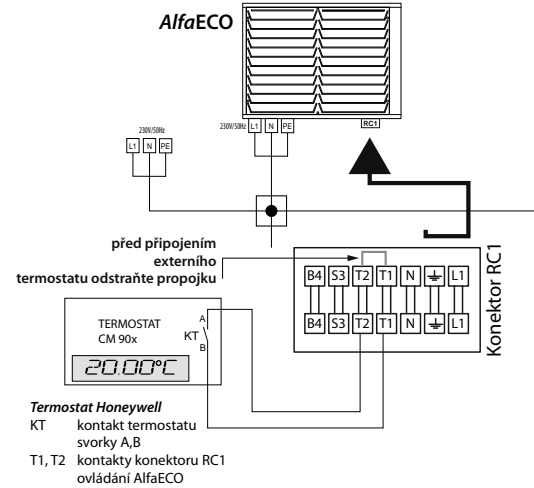 AlfaECO
230V/50Hz L1 N PE
RC1
230V/50Hz
L1 N PE
před připojením
externího
termostatu odstraňte propojku
B4 S3 T2 T1 N L1
B4 S3 T2 T1 N L1
Konektor RC1
TERMOSTAT
CM 90x
KT
A
B
20.00°C
Termostat Honeywell
KT kontakt termostatu
svorky A,B
T1, T2 kontakty konektoru RC1
ovládání AlfaECO